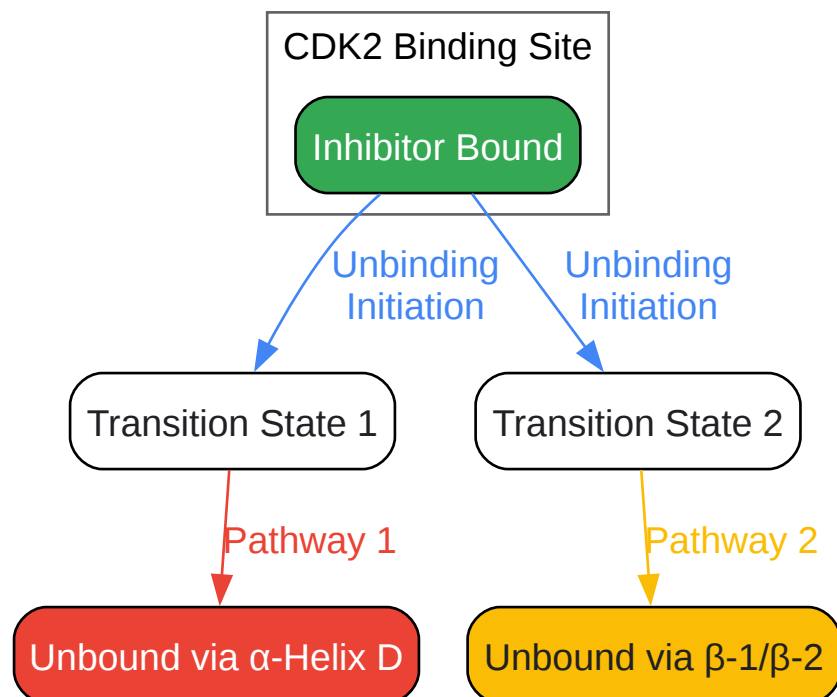 CDK2 Binding Site
Inhibitor Bound
Unbinding
Initiation
Unbinding
Initiation
Transition State 1
Transition State 2
Pathway 1
Pathway 2
Unbound via α-Helix D
Unbound via β-1/β-2